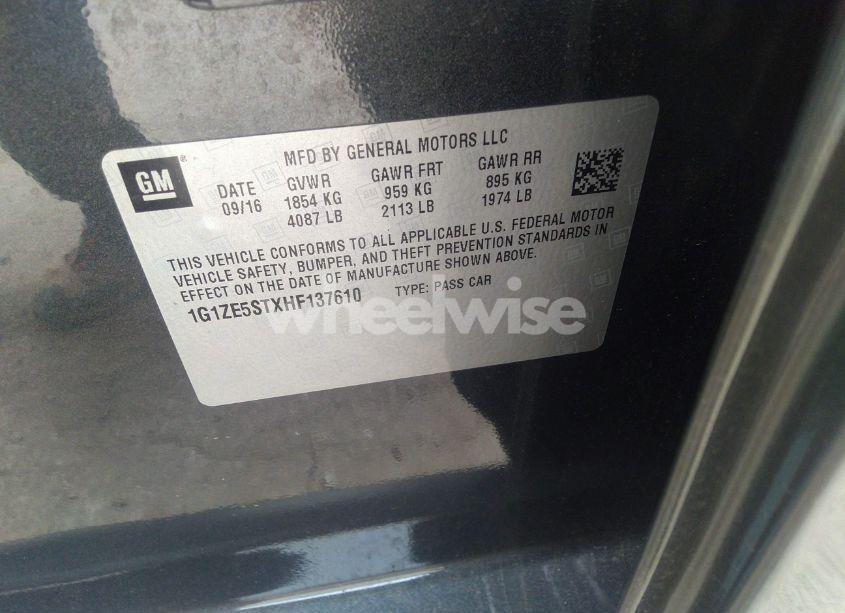 MFD BY GENERAL MOTORS LLC
GM
DATE GVWR GAWR FRT GAWR RR
09/16 1854 KG 959 KG 895 KG
4087 LB 2113 LB 1974 LB
THIS VEHICLE CONFORMS TO ALL APPLICABLE U.S. FEDERAL MOTOR
VEHICLE SAFETY, BUMPER, AND THEFT PREVENTION STANDARDS IN
EFFECT ON THE DATE OF MANUFACTURE SHOWN ABOVE.
1G1ZE5STXHF137610 TYPE: PASS CAR
wheelwise